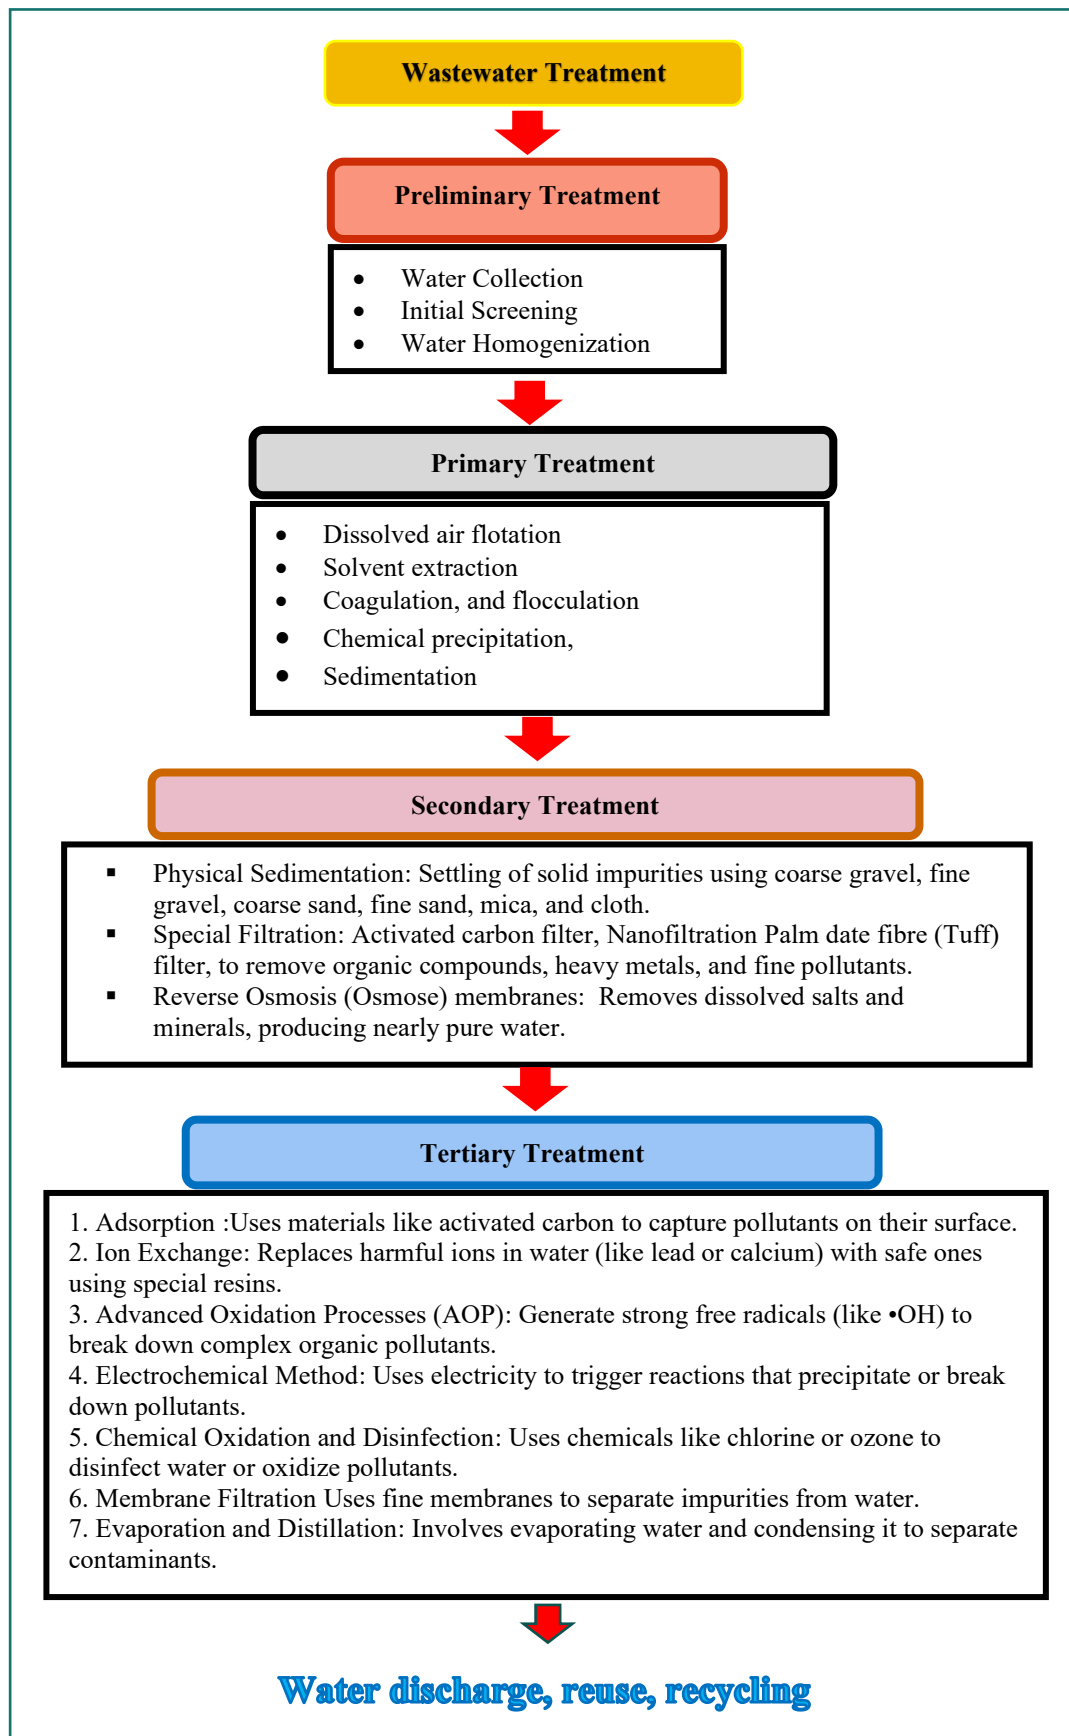 Wastewater Treatment
Preliminary Treatment
• Water Collection
• Initial Screening
• Water Homogenization
Primary Treatment
• Dissolved air flotation
• Solvent extraction
• Coagulation, and flocculation
• Chemical precipitation,
• Sedimentation
Secondary Treatment
▪ Physical Sedimentation: Settling of solid impurities using coarse gravel, fine
gravel, coarse sand, fine sand, mica, and cloth.
▪ Special Filtration: Activated carbon filter, Nanofiltration Palm date fibre (Tuff)
filter, to remove organic compounds, heavy metals, and fine pollutants.
▪ Reverse Osmosis (Osmose) membranes: Removes dissolved salts and
minerals, producing nearly pure water.
Tertiary Treatment
1. Adsorption :Uses materials like activated carbon to capture pollutants on their surface.
2. Ion Exchange: Replaces harmful ions in water (like lead or calcium) with safe ones
using special resins.
3. Advanced Oxidation Processes (AOP): Generate strong free radicals (like •OH) to
break down complex organic pollutants.
4. Electrochemical Method: Uses electricity to trigger reactions that precipitate or break
down pollutants.
5. Chemical Oxidation and Disinfection: Uses chemicals like chlorine or ozone to
disinfect water or oxidize pollutants.
6. Membrane Filtration Uses fine membranes to separate impurities from water.
7. Evaporation and Distillation: Involves evaporating water and condensing it to separate
contaminants.
Water discharge, reuse, recycling